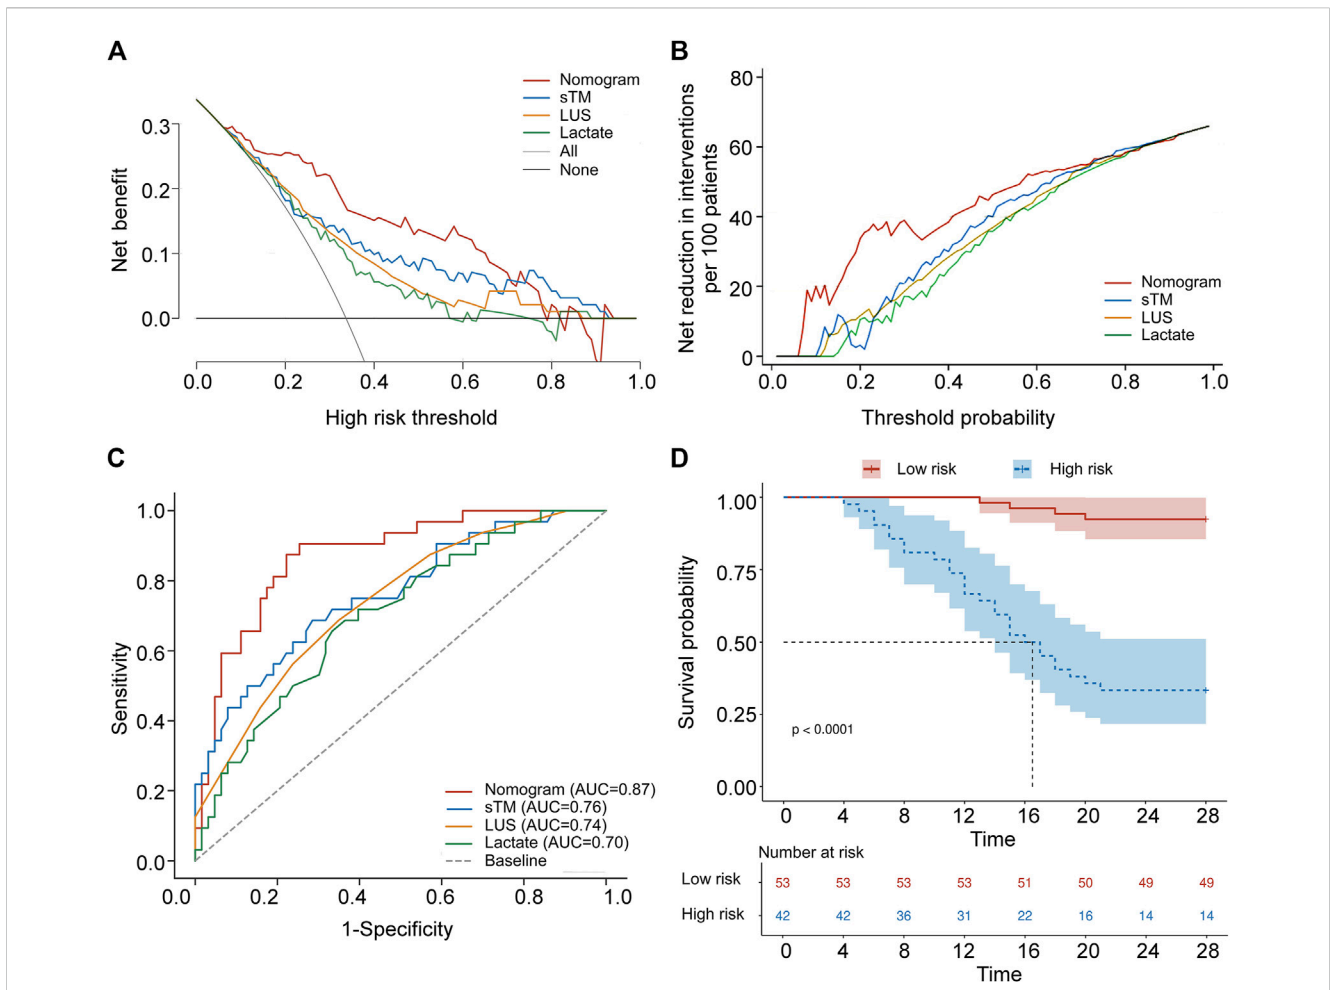 A
Nomogram
sTM
LUS
Lactate
All
None
Net benefit
0.3
0.2
0.1
0.0
0.0 0.2 0.4 0.6 0.8 1.0
High risk threshold
B
Net reduction in interventions
per 100 patients
80
60
40
20
0
Nomogram
sTM
LUS
Lactate
0.0 0.2 0.4 0.6 0.8 1.0
Threshold probability
C
Sensitivity
1.0
0.8
0.6
0.4
0.2
0.0
Nomogram (AUC=0.87)
sTM (AUC=0.76)
LUS (AUC=0.74)
Lactate (AUC=0.70)
Baseline
0.0 0.2 0.4 0.6 0.8 1.0
1-Specificity
D
Low risk High risk
Survival probability
1.00
0.75
0.50
0.25
0.00
p < 0.0001
0 4 8 12 16 20 24 28
Time
Number at risk
Low risk 53 53 53 53 51 50 49 49
High risk 42 42 36 31 22 16 14 14
0 4 8 12 16 20 24 28
Time